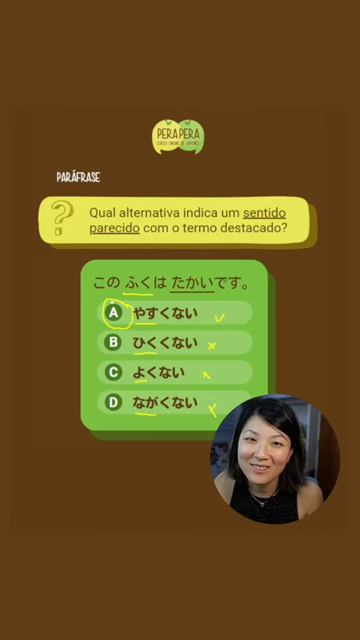 PERAPERA
CURSO ONLINE DE JAPONÊS
PARÁFRASE
?
Qual alternativa indica um sentido
parecido com o termo destacado?
この ふくは たかいです。
A やすくない
B ひくくない
C よくない
D ながくない